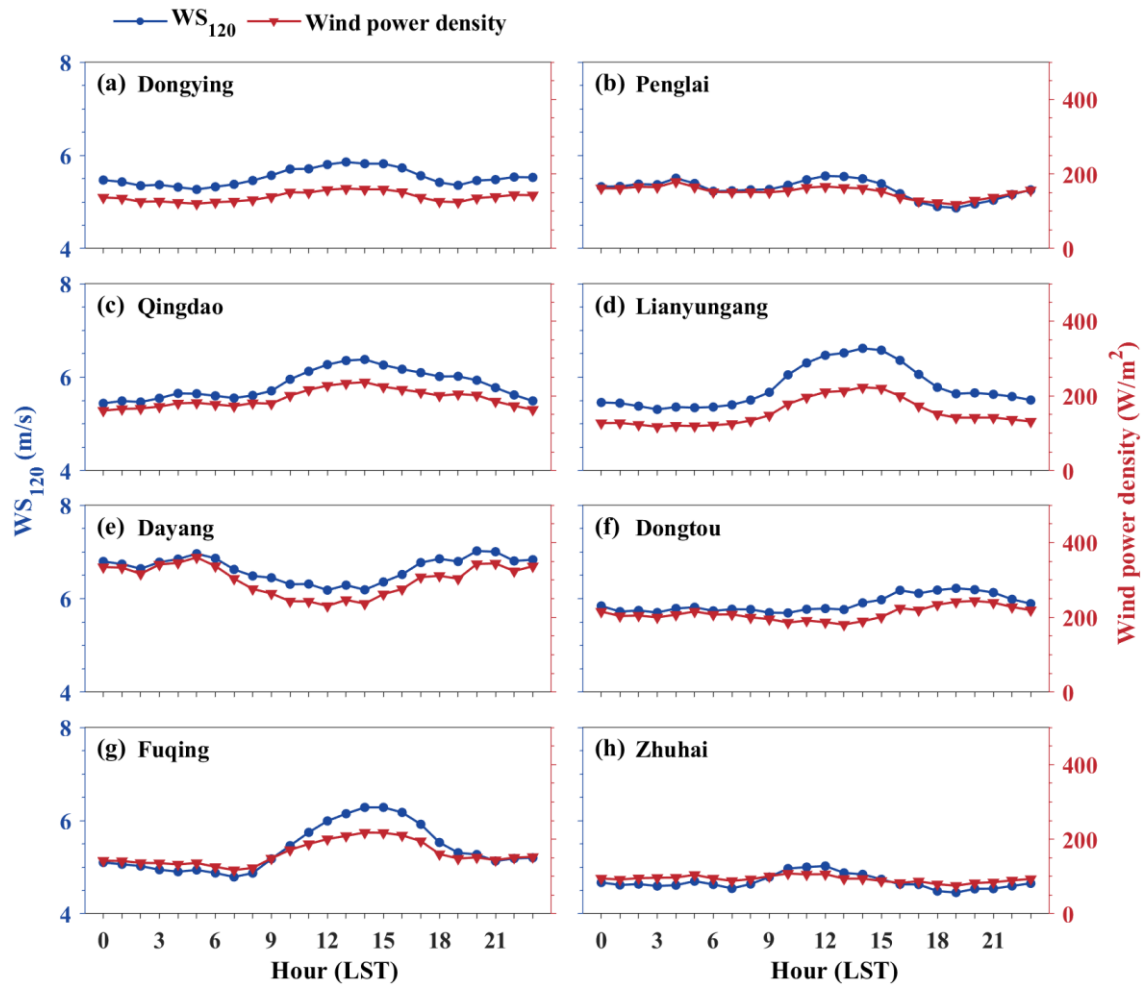 WS120 Wind power density
WS120 (m/s)
Wind power density (W/m²)
(a) Dongying
8
6
4
(b) Penlai
400
200
0
(c) Qingdao
8
6
4
(d) Lianyungang
400
200
0
(e) Dayang
8
6
4
(f) Dongtou
400
200
0
(g) Fuqing
8
6
4
0 3 6 9 12 15 18 21
Hour (LST)
(h) Zhuhai
400
200
0
0 3 6 9 12 15 18 21
Hour (LST)